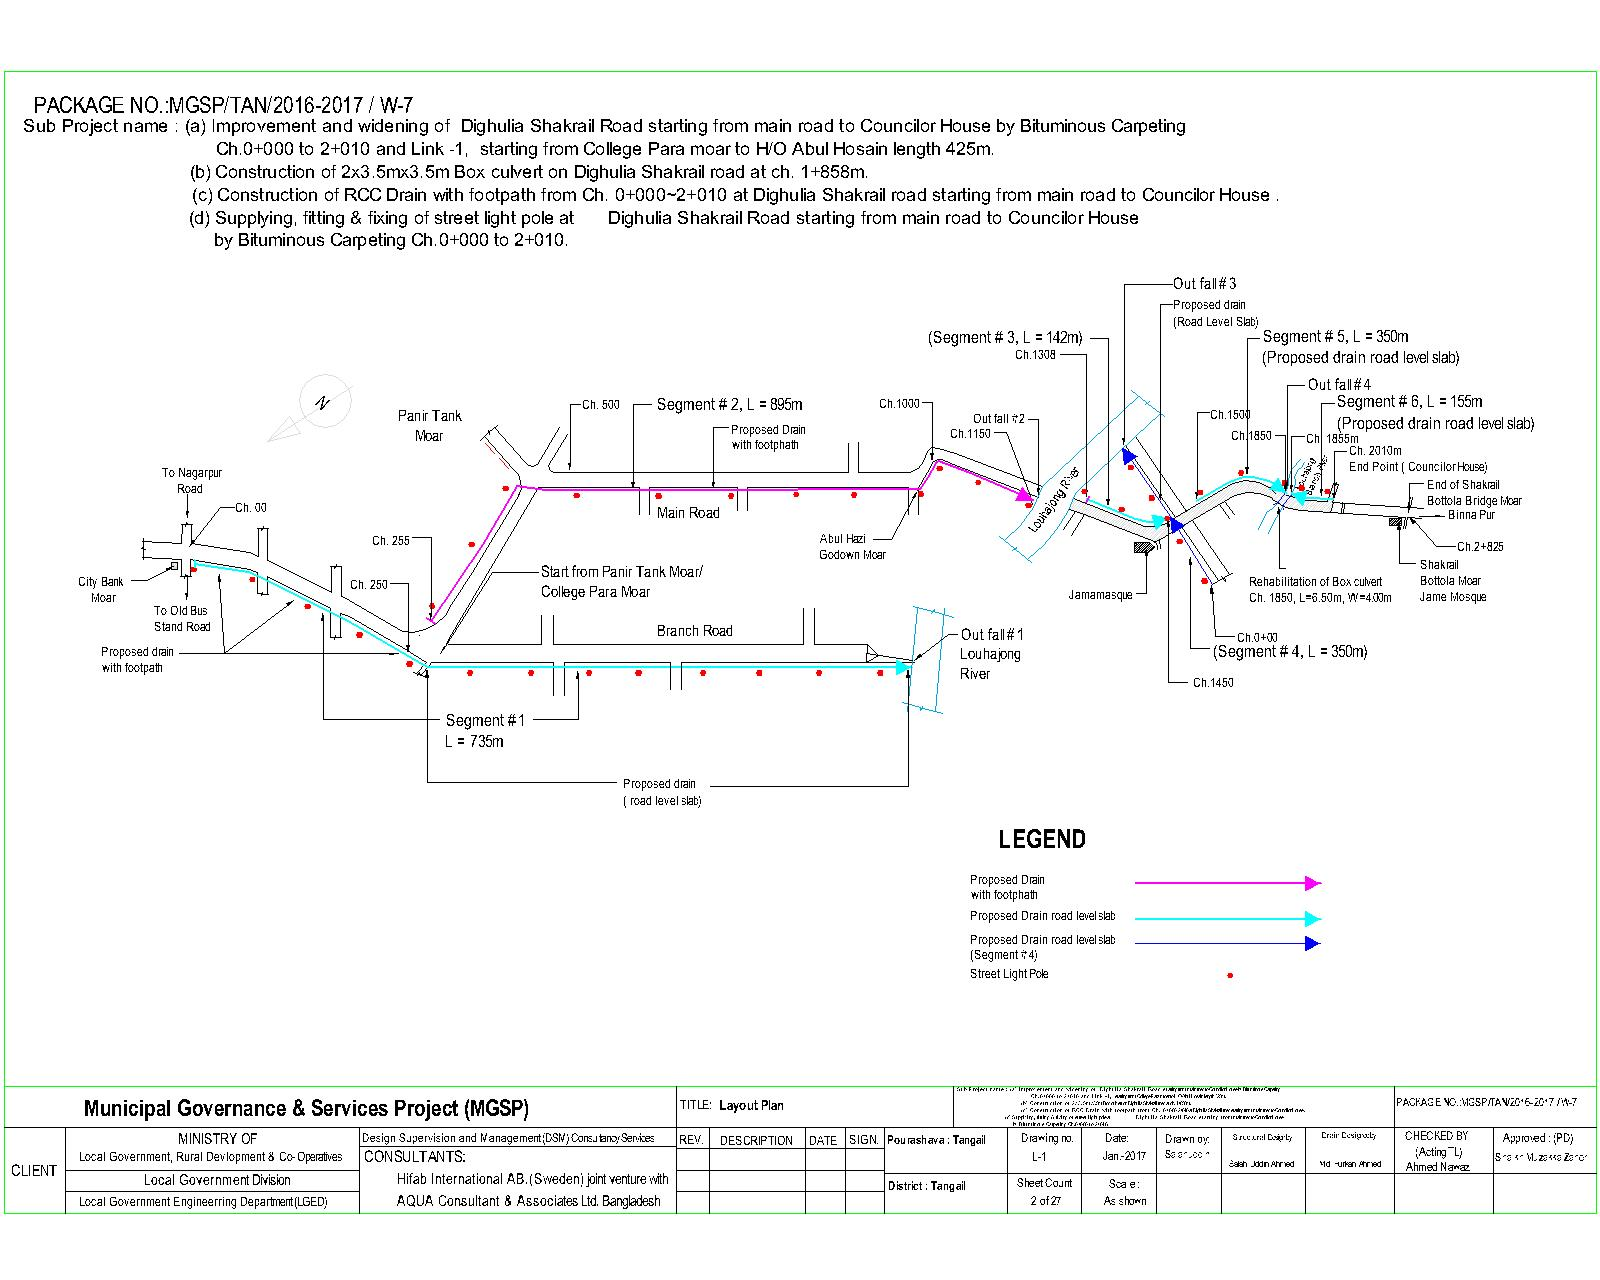 PACKAGE NO.:MGSP/TAN/2016-2017 / W-7
Sub Project name : (a) Improvement and widening of Dighulia Shakrail Road starting from main road to Councilor House by Bituminous Carpeting
Ch.0+000 to 2+010 and Link -1, starting from College Para moar to H/O Abul Hosain length 425m.
(b) Construction of 2x3.5mx3.5m Box culvert on Dighulia Shakrail road at ch. 1+858m.
(c) Construction of RCC Drain with footpath from Ch. 0+000~2+010 at Dighulia Shakrail road starting from main road to Councilor House .
(d) Supplying, fitting & fixing of street light pole at Dighulia Shakrail Road starting from main road to Councilor House
by Bituminous Carpeting Ch.0+000 to 2+010.
Out fall # 3
Proposed drain
(Road Level Slab)
(Segment # 3, L = 142m)
Ch.1308
Segment # 5, L = 350m
(Proposed drain road level slab)
Out fall # 4
Segment # 6, L = 155m
(Proposed drain road level slab)
N
Panir Tank
Moar
Ch. 500
Segment # 2, L = 895m
Proposed Drain
with footphath
Ch.1000
Out fall #2
Ch.1150
Ch.1500
Ch.1850
Ch. 1855m
Ch. 2010m
End Point ( Councilor House)
End of Shakrail
Bottola Bridge Moar
Binna Pur
To Nagarpur
Road
Ch. 00
Main Road
Louhajong River
Ch. 255
Abul Hazi
Godown Moar
Ch.2+825
Shakrail
Bottola Moar
Jame Mosque
City Bank
Moar
Ch. 250
Start from Panir Tank Moar/
College Para Moar
Jamamasque
Rehabilitation of Box culvert
Ch. 1850, L=6.50m, W=4.00m
To Old Bus
Stand Road
Branch Road
Out fall # 1
Louhajong
River
Ch.0+00
(Segment # 4, L = 350m)
Proposed drain
with footpath
Ch.1450
Segment # 1
L = 735m
Proposed drain
( road level slab)
LEGEND
Proposed Drain
with footphath
Proposed Drain road level slab
Proposed Drain road level slab
(Segment # 4)
Street Light Pole
Municipal Governance & Services Project (MGSP)
TITLE: Layout Plan
PACKAGE NO.:MGSP/TAN/2016-2017 / W-7
CLIENT
MINISTRY OF
Local Government, Rural Devlopment & Co- Operatives
Local Government Division
Local Government Engineerring Department(LGED)
Design Supervision and Management(DSM) Consultancy Services
CONSULTANTS:
Hifab International AB.(Sweden) joint venture with
AQUA Consultant & Associates Ltd. Bangladesh
REV. DESCRIPTION DATE SIGN.
Pourashava : Tangail
District : Tangail
Drawing no.
L-1
Sheet Count
2 of 27
Date:
Jan.-2017
Scale :
As shown
Drawn by:
Structural Design by
Salah Uddin Ahmed
Drain Designed by
Md. Furkan Ahmed
CHECKED BY
(Acting TL)
Ahmed Nawaz
Approved : (PD)